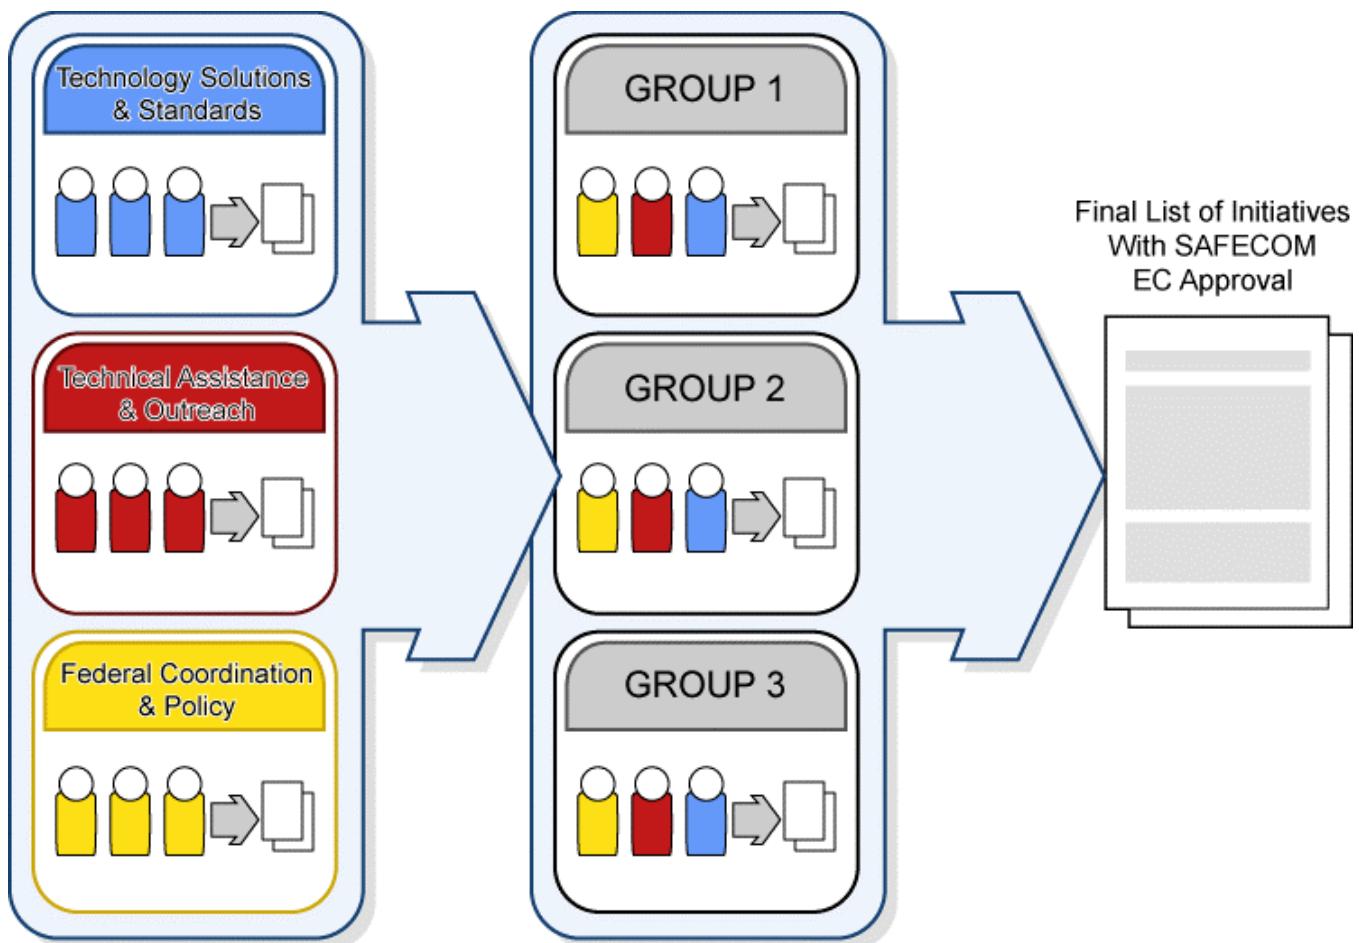 Technology Solutions
& Standards
Technical Assistance
& Outreach
Federal Coordination
& Policy
GROUP 1
GROUP 2
GROUP 3
Final List of Initiatives
With SAFECOM
EC Approval